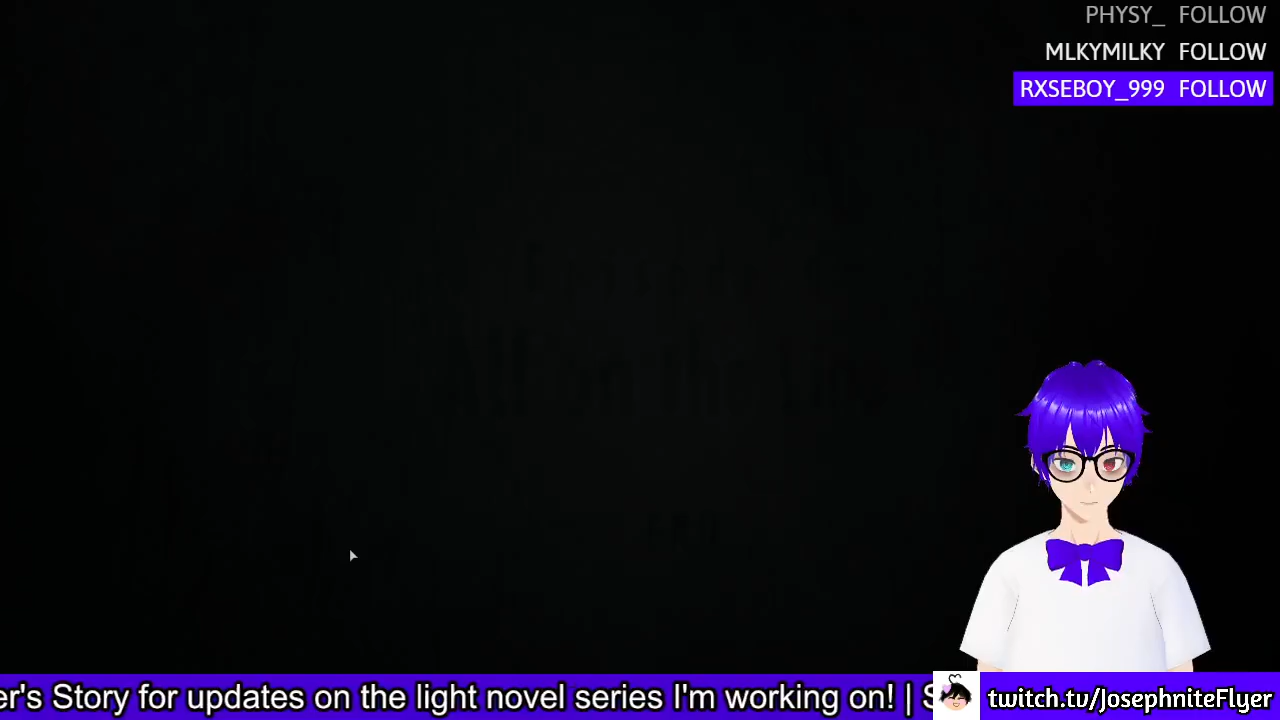 PHYSY_ FOLLOW
MLKYMILKY FOLLOW
RXSEBOY_999 FOLLOW
er's Story for updates on the light novel series I'm working on! | S
twitch.tv/JosephniteFlyer